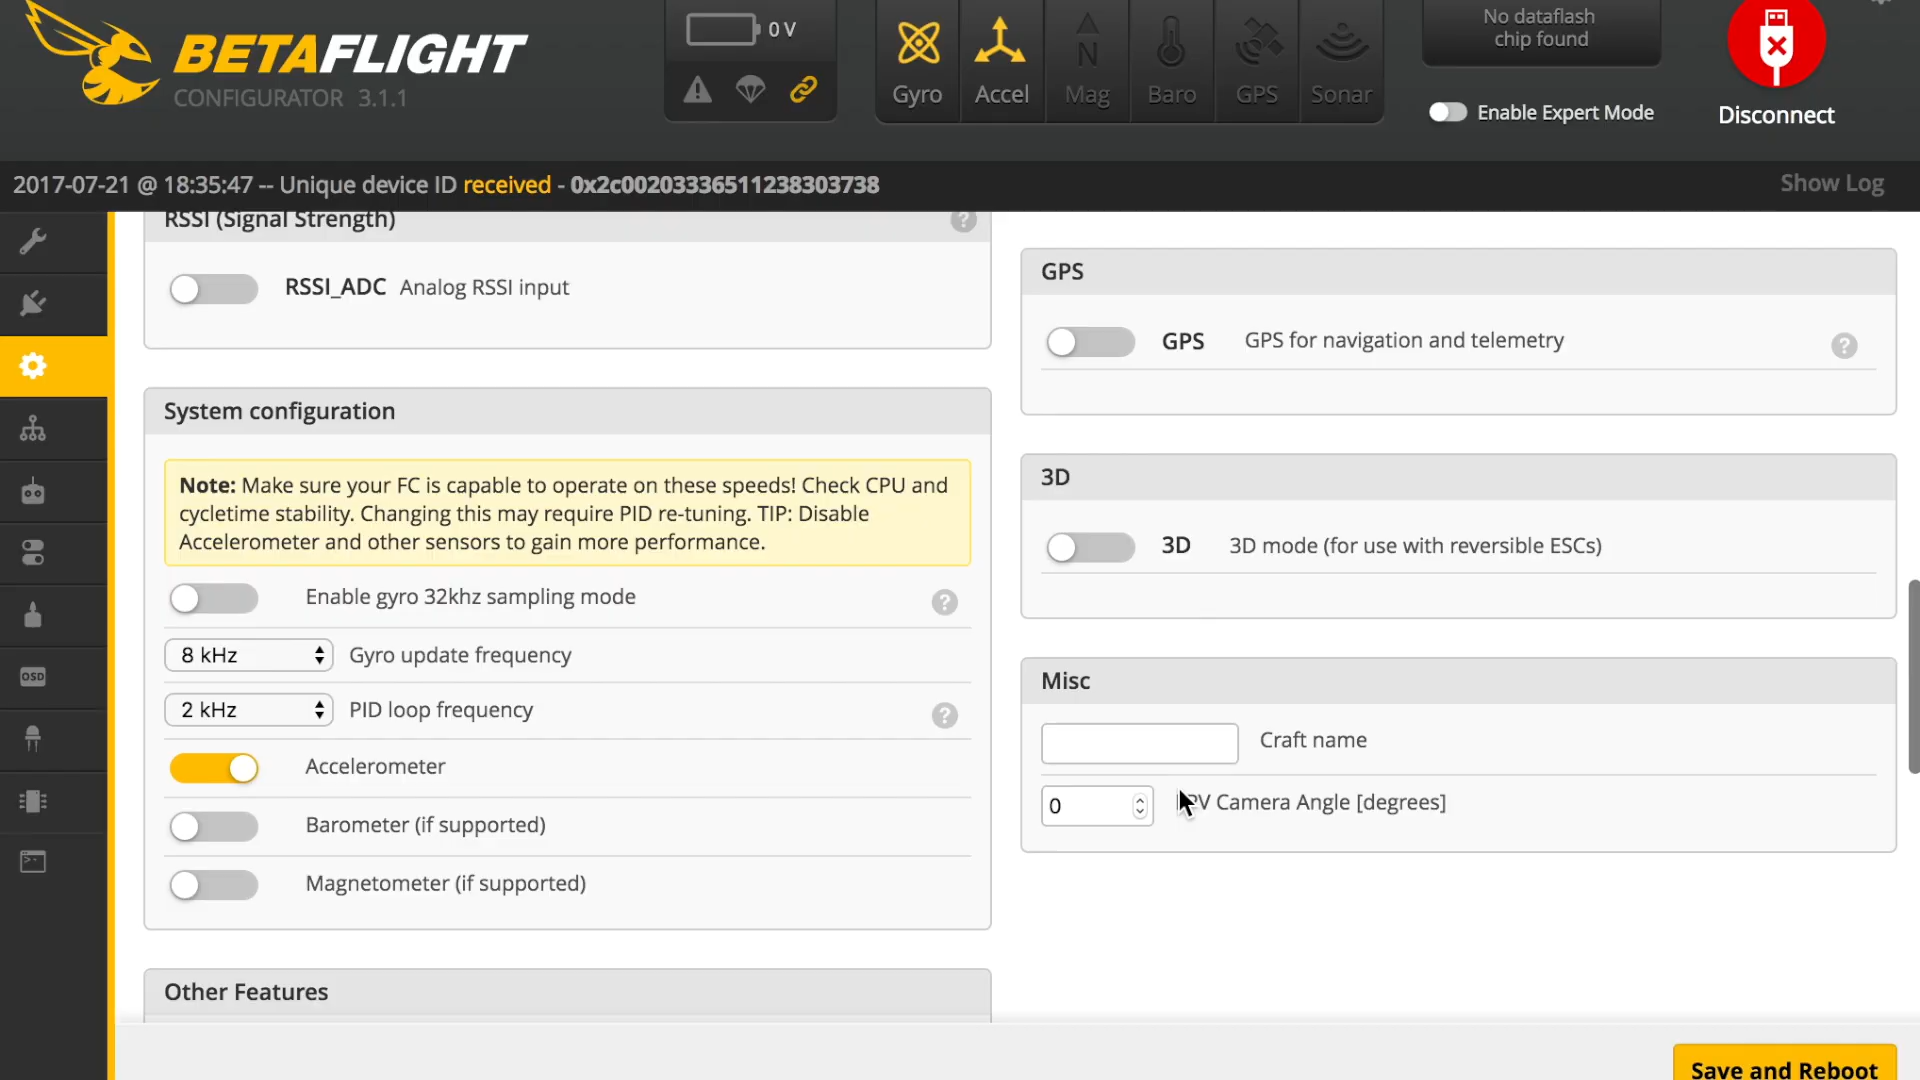 BETAFLIGHT
CONFIGURATOR 3.1.1
0 V
Gyro
Accel
N
Mag
Baro
GPS
Sonar
No dataflash
chip found
Enable Expert Mode
Disconnect
2017-07-21 @ 18:35:47 -- Unique device ID received - 0x2c00203336511238303738
Show Log
OSD
RSSI (Signal Strength)
?
RSSI_ADC Analog RSSI input
System configuration
Note: Make sure your FC is capable to operate on these speeds! Check CPU and
cycletime stability. Changing this may require PID re-tuning. TIP: Disable
Accelerometer and other sensors to gain more performance.
Enable gyro 32khz sampling mode ?
8 kHz Gyro update frequency
2 kHz PID loop frequency ?
Accelerometer
Barometer (if supported)
Magnetometer (if supported)
Other Features
GPS
GPS GPS for navigation and telemetry ?
3D
3D 3D mode (for use with reversible ESCs)
Misc
Craft name
0 PV Camera Angle [degrees]
Save and Reboot